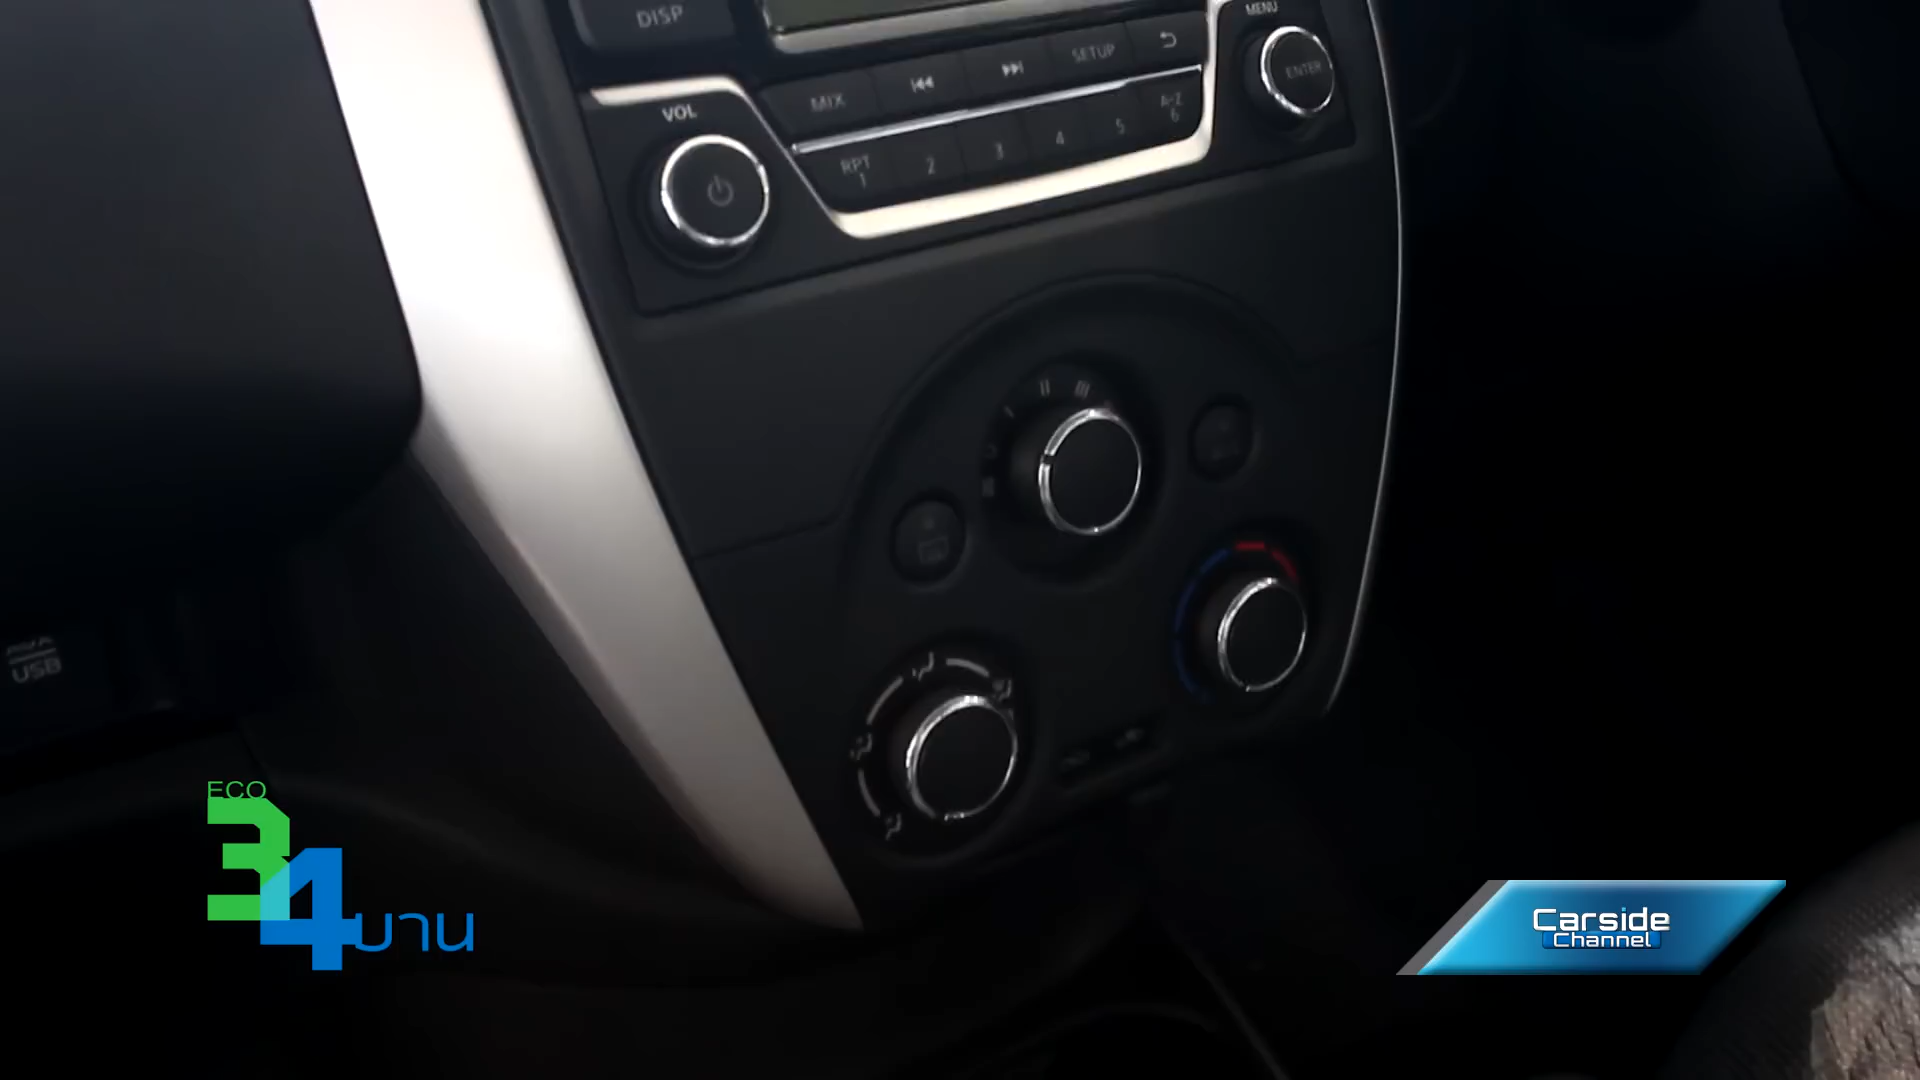 DISP
MENU
SETUP
ENTER
VOL
MIX
A-Z
RPT
1
2
3
4
5
6
USB
ECO
34บาน
Carside
Channel